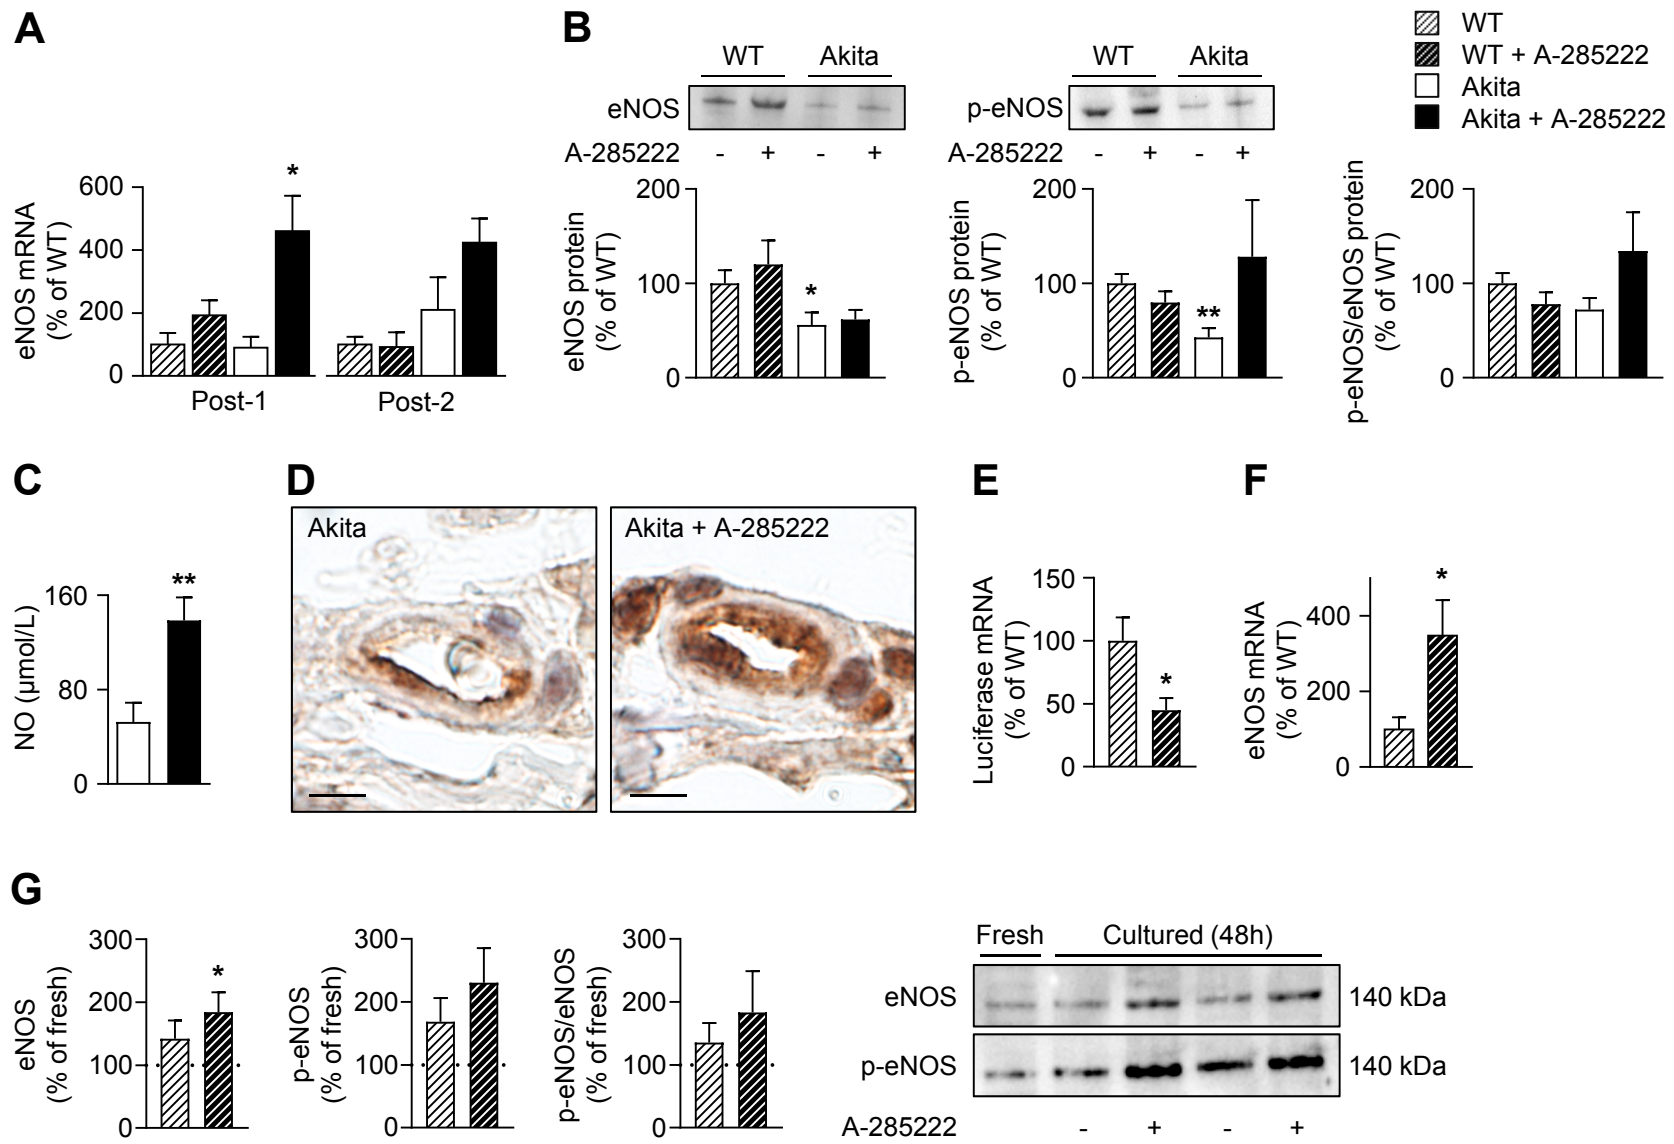 A
eNOS mRNA
(% of WT)
600
400
200
0
*
Post-1
Post-2
B
WT
Akita
eNOS
A-285222
-
+
-
+
eNOS protein
(% of WT)
200
100
0
*
WT
Akita
p-eNOS
A-285222
-
+
-
+
p-eNOS protein
(% of WT)
200
100
0
**
p-eNOS/eNOS protein
(% of WT)
200
100
0
WT
WT + A-285222
Akita
Akita + A-285222
C
NO (µmol/L)
160
80
0
**
D
Akita
Akita + A-285222
E
Luciferase mRNA
(% of WT)
150
100
50
0
*
F
eNOS mRNA
(% of WT)
400
200
0
*
G
eNOS
(% of fresh)
300
200
100
0
*
p-eNOS
(% of fresh)
300
200
100
0
p-eNOS/eNOS
(% of fresh)
300
200
100
0
Fresh
Cultured (48h)
eNOS
140 kDa
p-eNOS
140 kDa
A-285222
-
+
-
+